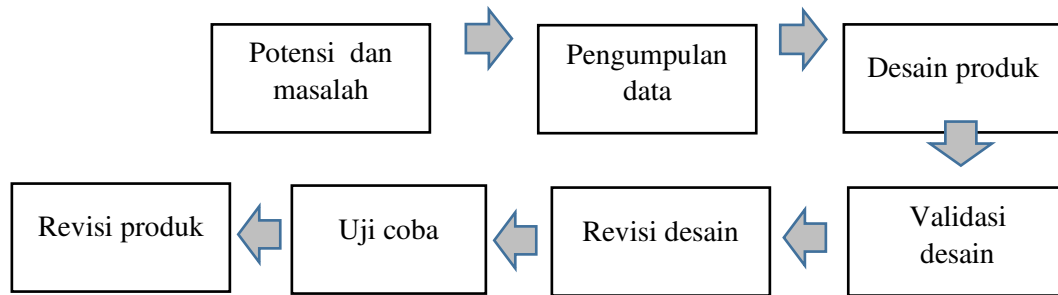 Potensi dan
masalah
Pengumpulan
data
Desain produk
Validasi
desain
Revisi desain
Uji coba
Revisi produk